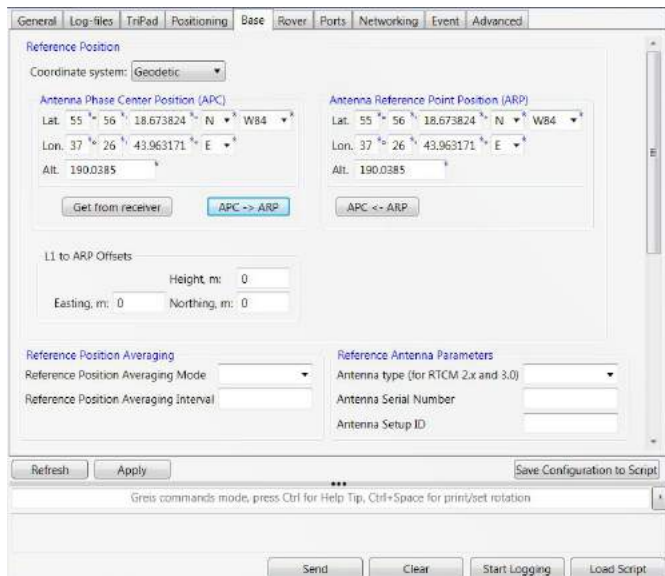 General Log-files TriPad Positioning Base Rover Ports Networking Event Advanced
Reference Position
Coordinate system: Geodetic
Antenna Phase Center Position (APC)
Lat. 55 ° 56 ' 18.673824 " N W84
Lon. 37 ° 26 ' 43.963171 " E
Alt. 190.0385
Get from receiver APC -> ARP
Antenna Reference Point Position (ARP)
Lat. 55 ° 56 ' 18.673824 " N W84
Lon. 37 ° 26 ' 43.963171 " E
Alt. 190.0385
APC <- ARP
L1 to ARP Offsets
Height, m: 0
Easting, m: 0 Northing, m: 0
Reference Position Averaging
Reference Position Averaging Mode
Reference Position Averaging Interval
Reference Antenna Parameters
Antenna type (for RTCM 2.x and 3.0)
Antenna Serial Number
Antenna Setup ID
Refresh Apply Save Configuration to Script
Greis commands mode, press Ctrl for Help Tip, Ctrl+Space for print/set rotation
Send Clear Start Logging Load Script